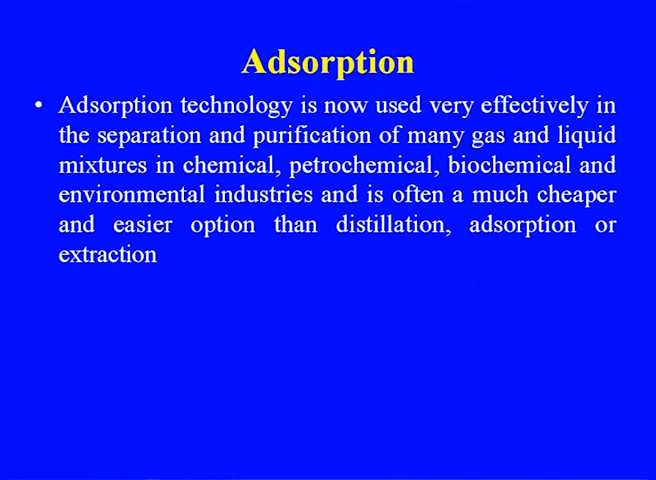 Adsorption
• Adsorption technology is now used very effectively in
the separation and purification of many gas and liquid
mixtures in chemical, petrochemical, biochemical and
environmental industries and is often a much cheaper
and easier option than distillation, adsorption or
extraction